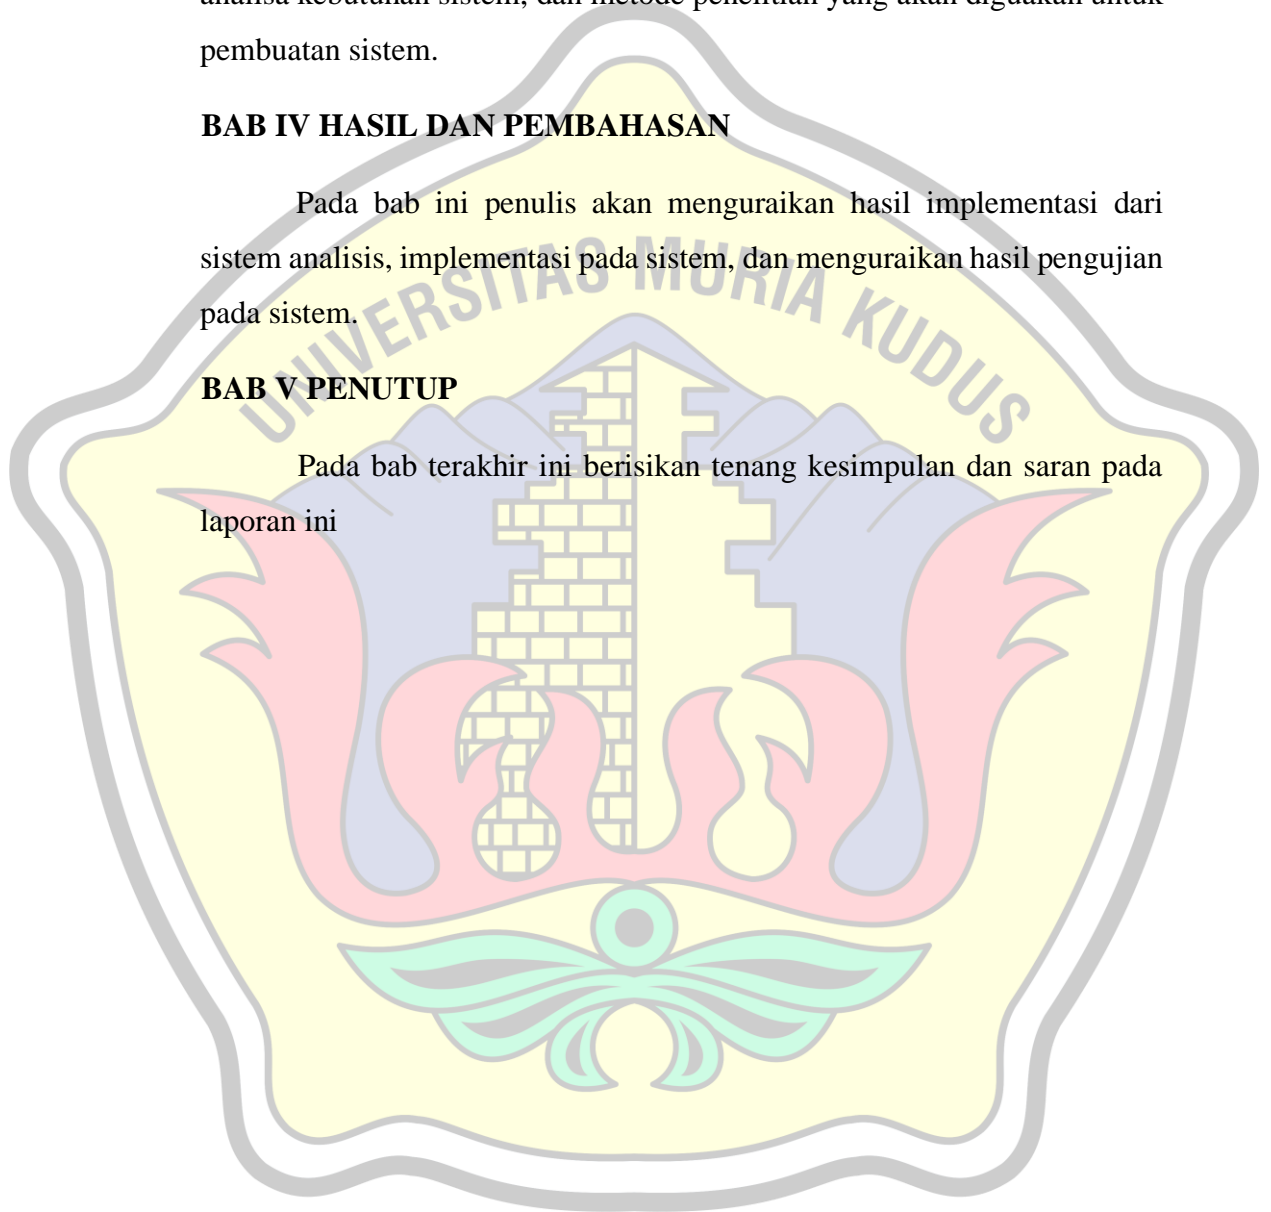 analisa kebutuhan sistem, dan metode penelitian yang akan diguakan untuk
pembuatan sistem.
BAB IV HASIL DAN PEMBAHASAN
Pada bab ini penulis akan menguraikan hasil implementasi dari
sistem analisis, implementasi pada sistem, dan menguraikan hasil pengujian
pada sistem.
UNIVERSITAS MURIA KUDUS
BAB V PENUTUP
Pada bab terakhir ini berisikan tenang kesimpulan dan saran pada
laporan ini